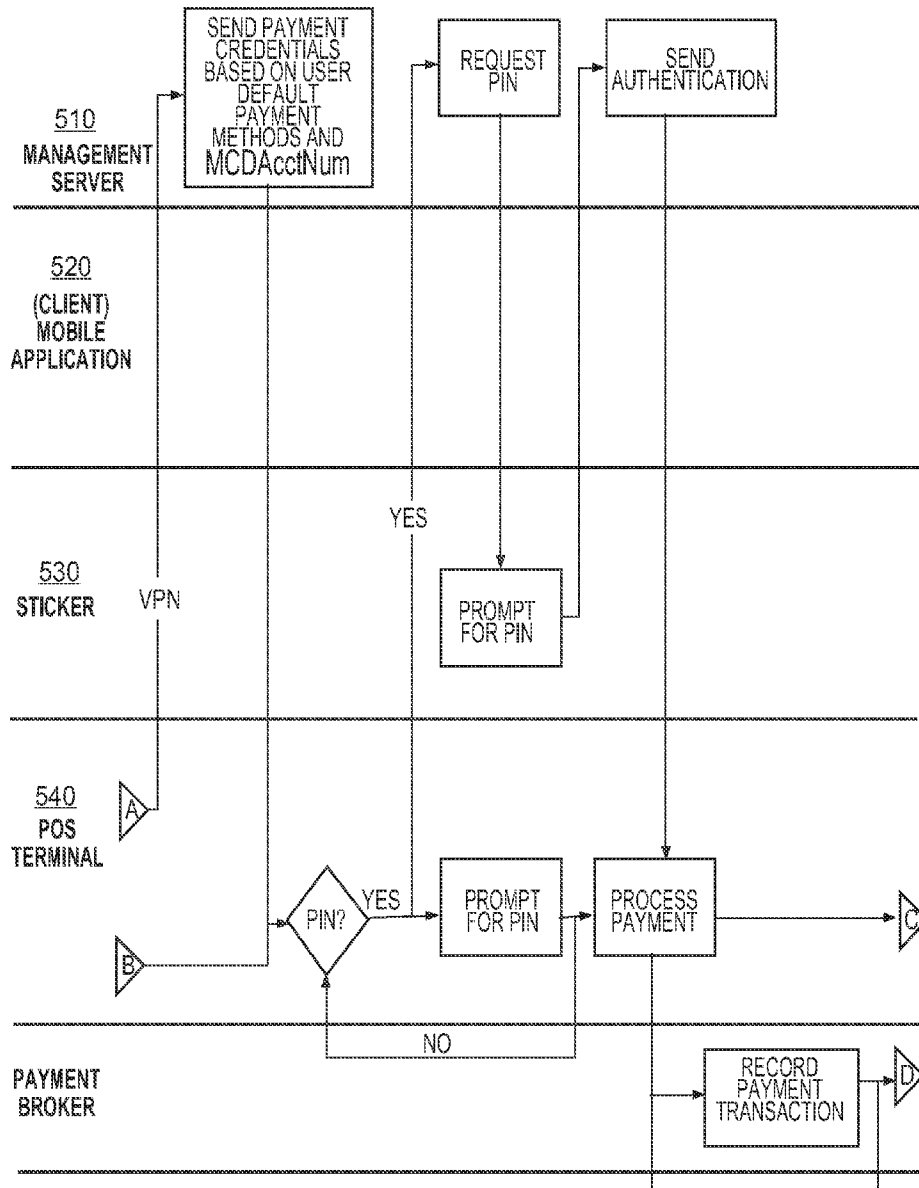 SEND PAYMENT
CREDENTIALS
BASED ON USER
DEFAULT
PAYMENT
METHODS AND
MCDAcctNum
REQUEST
PIN
SEND
AUTHENTICATION
510
MANAGEMENT
SERVER
520
(CLIENT)
MOBILE
APPLICATION
YES
530
STICKER
VPN
PROMPT
FOR PIN
540
POS
TERMINAL
A
B
PIN?
YES
PROMPT
FOR PIN
PROCESS
PAYMENT
C
NO
PAYMENT
BROKER
RECORD
PAYMENT
TRANSACTION
D